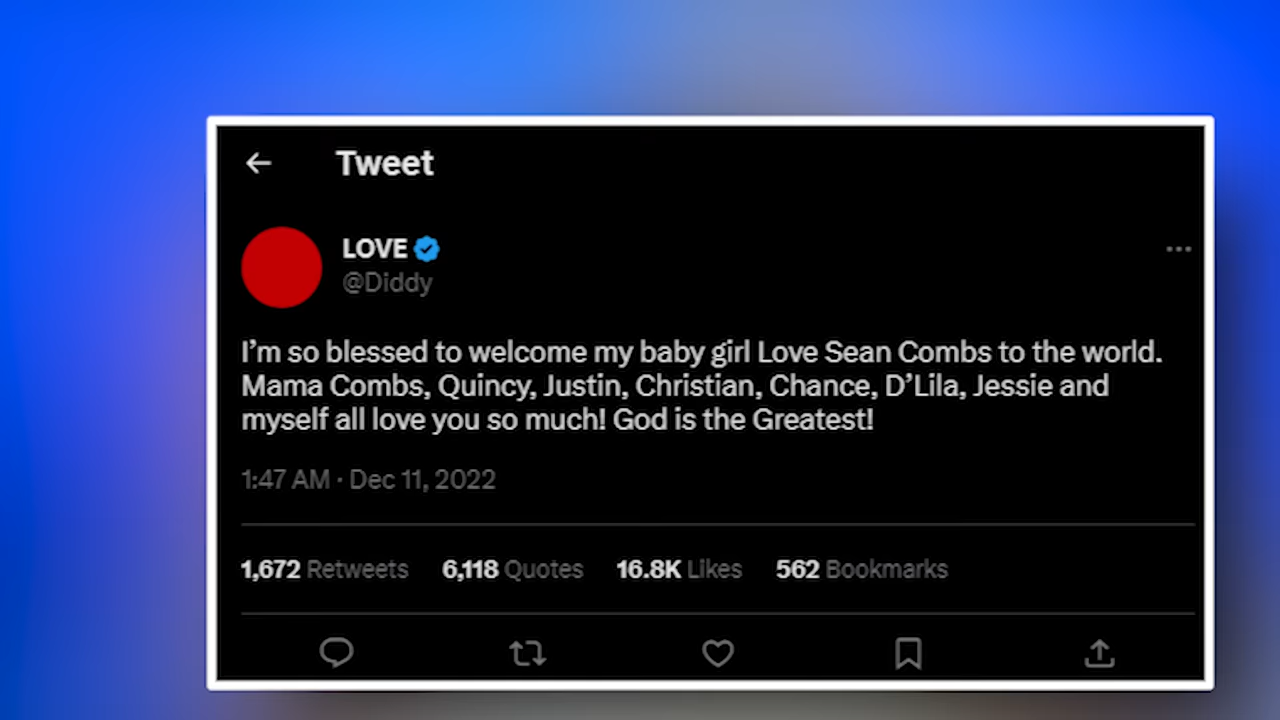 Tweet
LOVE
@Diddy
I’m so blessed to welcome my baby girl Love Sean Combs to the world.
Mama Combs, Quincy, Justin, Christian, Chance, D’Lila, Jessie and
myself all love you so much! God is the Greatest!
1:47 AM · Dec 11, 2022
1,672 Retweets 6,118 Quotes 16.8K Likes 562 Bookmarks